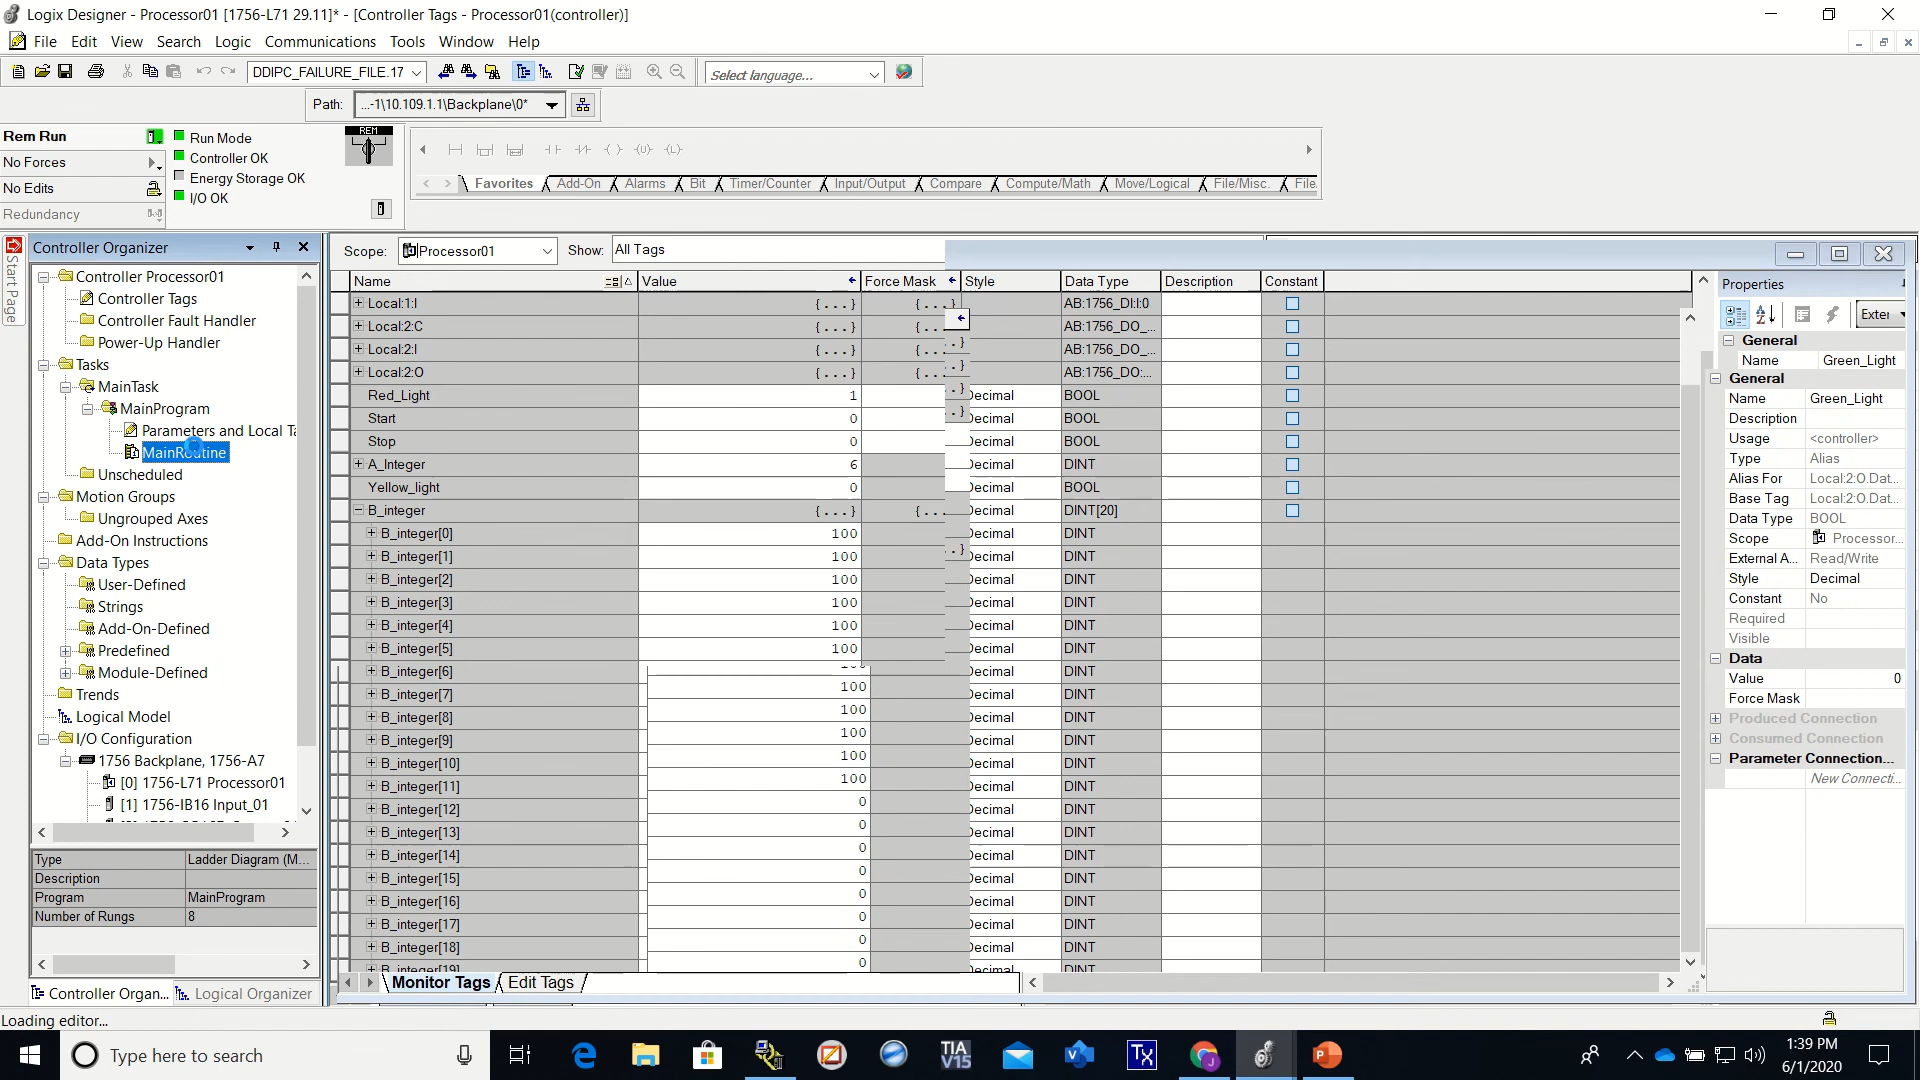 Logix Designer - Processor01 [1756-L71 29.11]* - [Controller Tags - Processor01(controller)]
File Edit View Search Logic Communications Tools Window Help
DDIPC_FAILURE_FILE.17 Select language...
Path: ...-1\10.109.1.1\Backplane\0*
Rem Run Run Mode REM
No Forces Controller OK
Energy Storage OK
No Edits I/O OK
Redundancy
Favorites Add-On Alarms Bit Timer/Counter Input/Output Compare Compute/Math Move/Logical File/Misc. File
Start Page
Controller Organizer
Controller Processor01
Controller Tags
Controller Fault Handler
Power-Up Handler
Tasks
MainTask
MainProgram
Parameters and Local Ta
MainRoutine
Unscheduled
Motion Groups
Ungrouped Axes
Add-On Instructions
Data Types
User-Defined
Strings
Add-On-Defined
Predefined
Module-Defined
Trends
Logical Model
I/O Configuration
1756 Backplane, 1756-A7
[0] 1756-L71 Processor01
[1] 1756-IB16 Input_01
Type Ladder Diagram (M...
Description
Program MainProgram
Number of Rungs 8
Controller Organ... Logical Organizer
Scope: Processor01 Show: All Tags
Name Value Force Mask Style Data Type Description Constant
Local:1:I {...} {...} AB:1756_DI:I:0
Local:2:C {...} {... AB:1756_DO_...
Local:2:I {...} {... AB:1756_DO_...
Local:2:O {...} {... AB:1756_DO:...
Red_Light 1 Decimal BOOL
Start 0 Decimal BOOL
Stop 0 Decimal BOOL
A_Integer 6 Decimal DINT
Yellow_light 0 Decimal BOOL
B_integer {...} {... Decimal DINT[20]
B_integer[0] 100 Decimal DINT
B_integer[1] 100 Decimal DINT
B_integer[2] 100 Decimal DINT
B_integer[3] 100 Decimal DINT
B_integer[4] 100 Decimal DINT
B_integer[5] 100 Decimal DINT
B_integer[6] 100 Decimal DINT
B_integer[7] 100 Decimal DINT
B_integer[8] 100 Decimal DINT
B_integer[9] 100 Decimal DINT
B_integer[10] 100 Decimal DINT
B_integer[11] 100 Decimal DINT
B_integer[12] 0 Decimal DINT
B_integer[13] 0 Decimal DINT
B_integer[14] 0 Decimal DINT
B_integer[15] 0 Decimal DINT
B_integer[16] 0 Decimal DINT
B_integer[17] 0 Decimal DINT
B_integer[18] 0 Decimal DINT
B_integer[19] 0 Decimal DINT
Monitor Tags Edit Tags
Properties
Exter
General
Name Green_Light
General
Name Green_Light
Description
Usage <controller>
Type Alias
Alias For Local:2:O.Dat...
Base Tag Local:2:O.Dat...
Data Type BOOL
Scope Processor...
External A... Read/Write
Style Decimal
Constant No
Required
Visible
Data
Value 0
Force Mask
Produced Connection
Consumed Connection
Parameter Connection...
New Connecti...
Loading editor...
Type here to search
TIA V15
TX
1:39 PM
6/1/2020